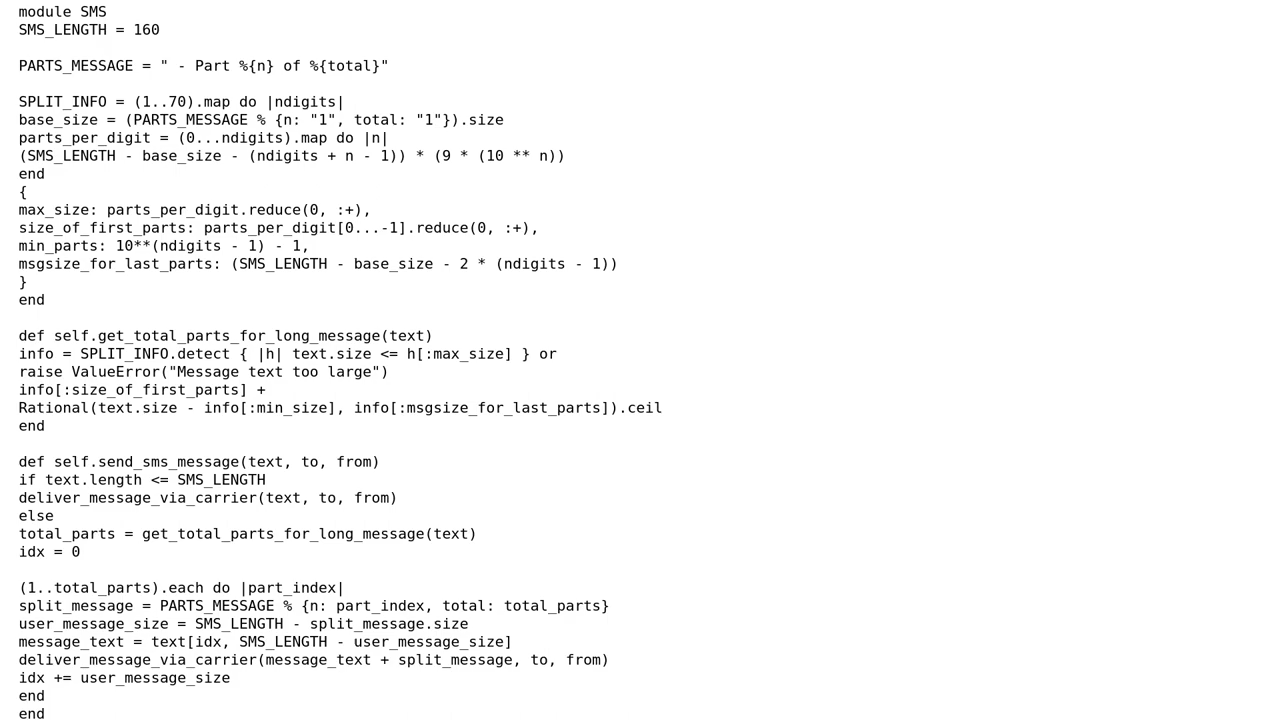 module SMS
SMS_LENGTH = 160
PARTS_MESSAGE = " - Part %{n} of %{total}"
SPLIT_INFO = (1..70).map do |ndigits|
base_size = (PARTS_MESSAGE % {n: "1", total: "1"}).size
parts_per_digit = (0...ndigits).map do |n|
(SMS_LENGTH - base_size - (ndigits + n - 1)) * (9 * (10 ** n))
end
{
max_size: parts_per_digit.reduce(0, :+),
size_of_first_parts: parts_per_digit[0...-1].reduce(0, :+),
min_parts: 10**(ndigits - 1) - 1,
msgsize_for_last_parts: (SMS_LENGTH - base_size - 2 * (ndigits - 1))
}
end
def self.get_total_parts_for_long_message(text)
info = SPLIT_INFO.detect { |h| text.size <= h[:max_size] } or
raise ValueError("Message text too large")
info[:size_of_first_parts] +
Rational(text.size - info[:min_size], info[:msgsize_for_last_parts]).ceil
end
def self.send_sms_message(text, to, from)
if text.length <= SMS_LENGTH
deliver_message_via_carrier(text, to, from)
else
total_parts = get_total_parts_for_long_message(text)
idx = 0
(1..total_parts).each do |part_index|
split_message = PARTS_MESSAGE % {n: part_index, total: total_parts}
user_message_size = SMS_LENGTH - split_message.size
message_text = text[idx, SMS_LENGTH - user_message_size]
deliver_message_via_carrier(message_text + split_message, to, from)
idx += user_message_size
end
end